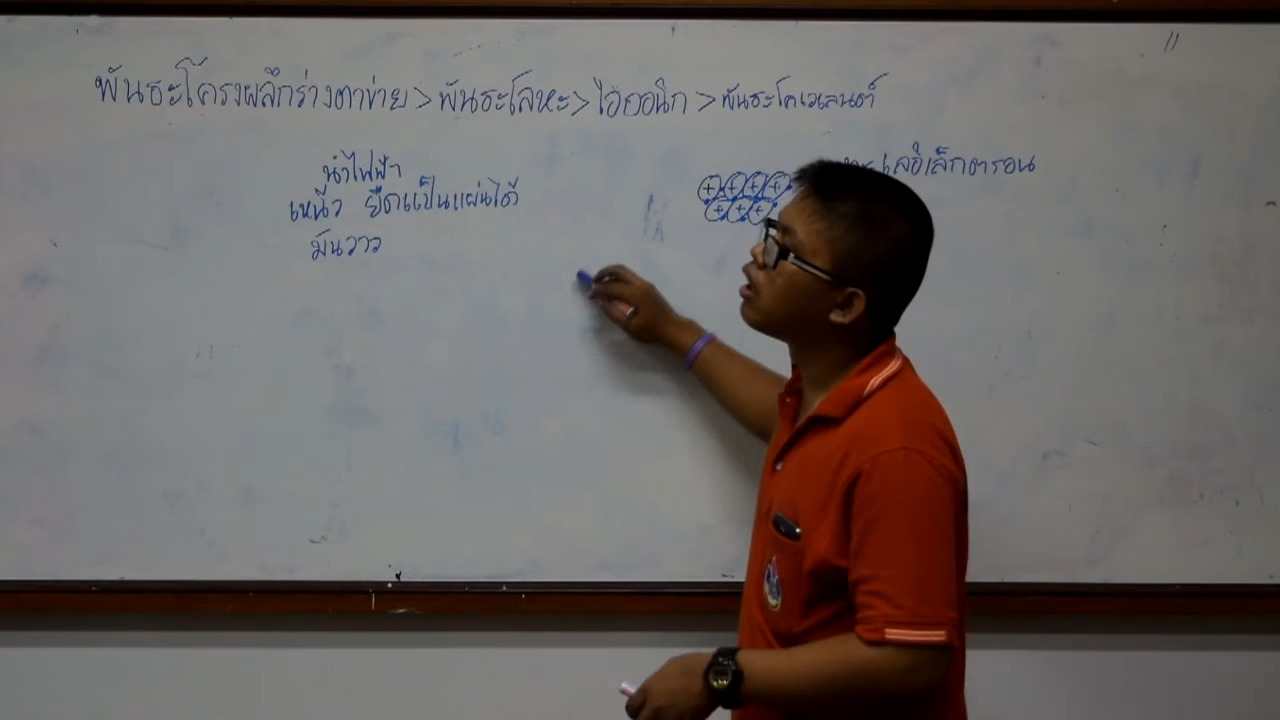 พันธะโครงผลึกร่างตาข่าย > พันธะโลหะ > ไอออนิก > พันธะโคเวเลนต์
นำไฟฟ้า
เหนียว ยืดแป็นแผ่นได้
มันวาว
+ + + +
+ + +
ทะเลอิเล็กตรอน